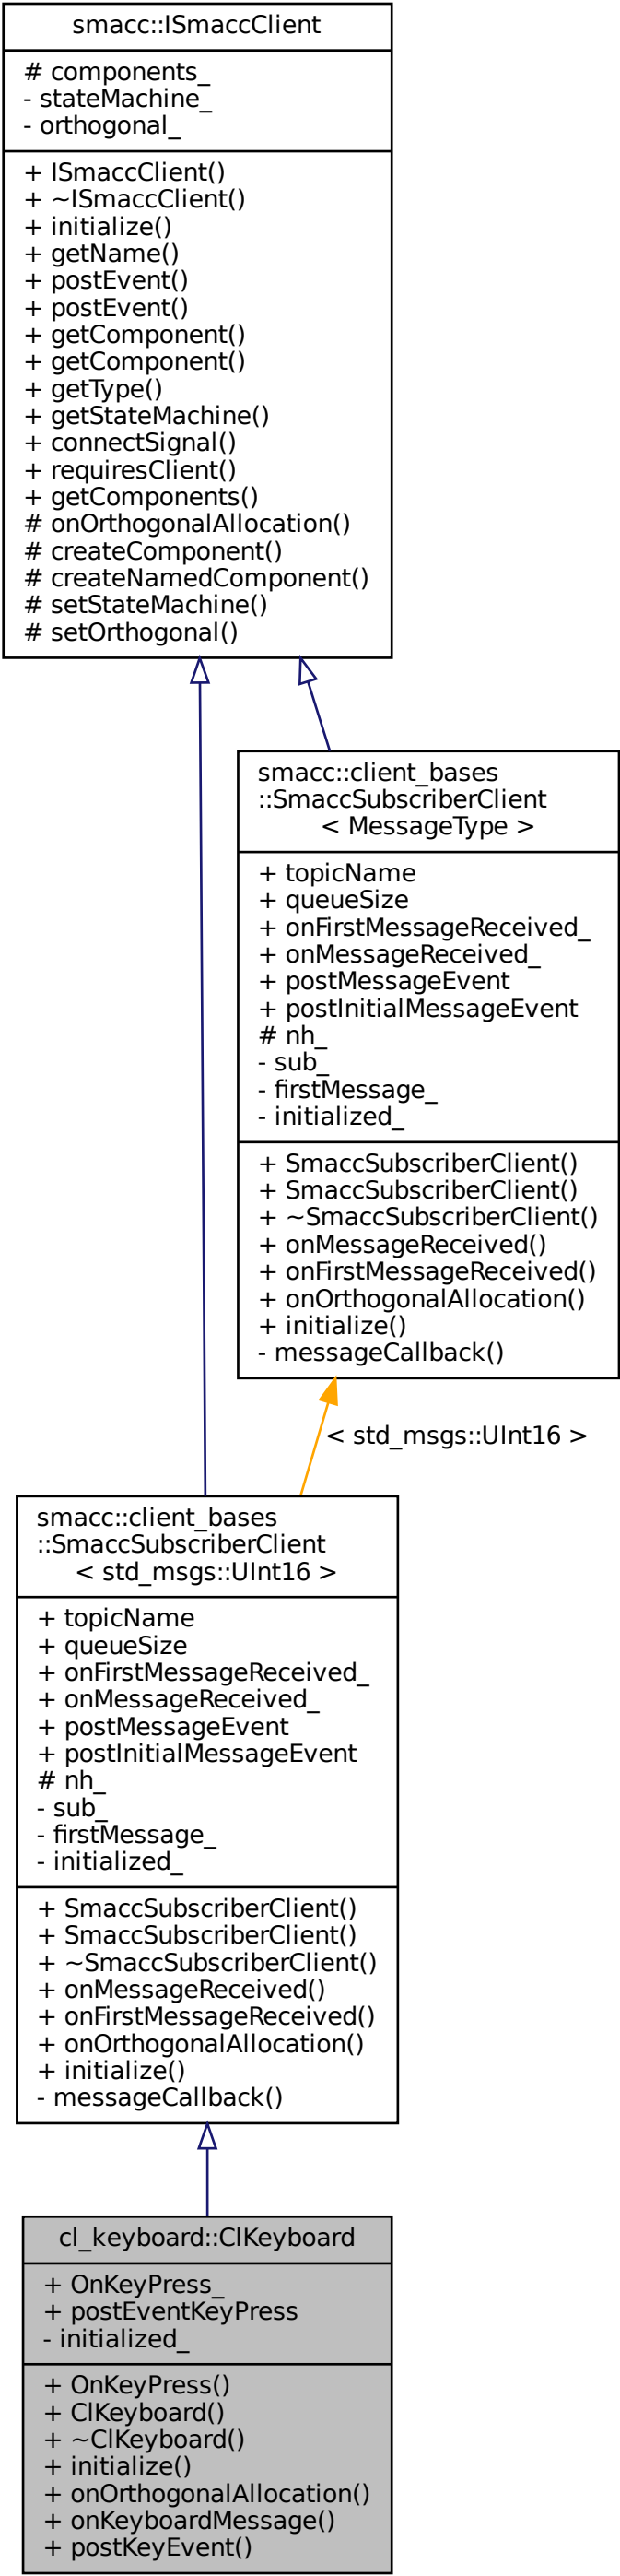 smacc::ISmaccClient
# components_
- stateMachine_
- orthogonal_
+ ISmaccClient()
+ ~ISmaccClient()
+ initialize()
+ getName()
+ postEvent()
+ postEvent()
+ getComponent()
+ getComponent()
+ getType()
+ getStateMachine()
+ connectSignal()
+ requiresClient()
+ getComponents()
# onOrthogonalAllocation()
# createComponent()
# createNamedComponent()
# setStateMachine()
# setOrthogonal()
smacc::client_bases
::SmaccSubscriberClient
< MessageType >
+ topicName
+ queueSize
+ onFirstMessageReceived_
+ onMessageReceived_
+ postMessageEvent
+ postInitialMessageEvent
# nh_
- sub_
- firstMessage_
- initialized_
+ SmaccSubscriberClient()
+ SmaccSubscriberClient()
+ ~SmaccSubscriberClient()
+ onMessageReceived()
+ onFirstMessageReceived()
+ onOrthogonalAllocation()
+ initialize()
- messageCallback()
< std_msgs::UInt16 >
smacc::client_bases
::SmaccSubscriberClient
< std_msgs::UInt16 >
+ topicName
+ queueSize
+ onFirstMessageReceived_
+ onMessageReceived_
+ postMessageEvent
+ postInitialMessageEvent
# nh_
- sub_
- firstMessage_
- initialized_
+ SmaccSubscriberClient()
+ SmaccSubscriberClient()
+ ~SmaccSubscriberClient()
+ onMessageReceived()
+ onFirstMessageReceived()
+ onOrthogonalAllocation()
+ initialize()
- messageCallback()
cl_keyboard::ClKeyboard
+ OnKeyPress_
+ postEventKeyPress
- initialized_
+ OnKeyPress()
+ ClKeyboard()
+ ~ClKeyboard()
+ initialize()
+ onOrthogonalAllocation()
+ onKeyboardMessage()
+ postKeyEvent()